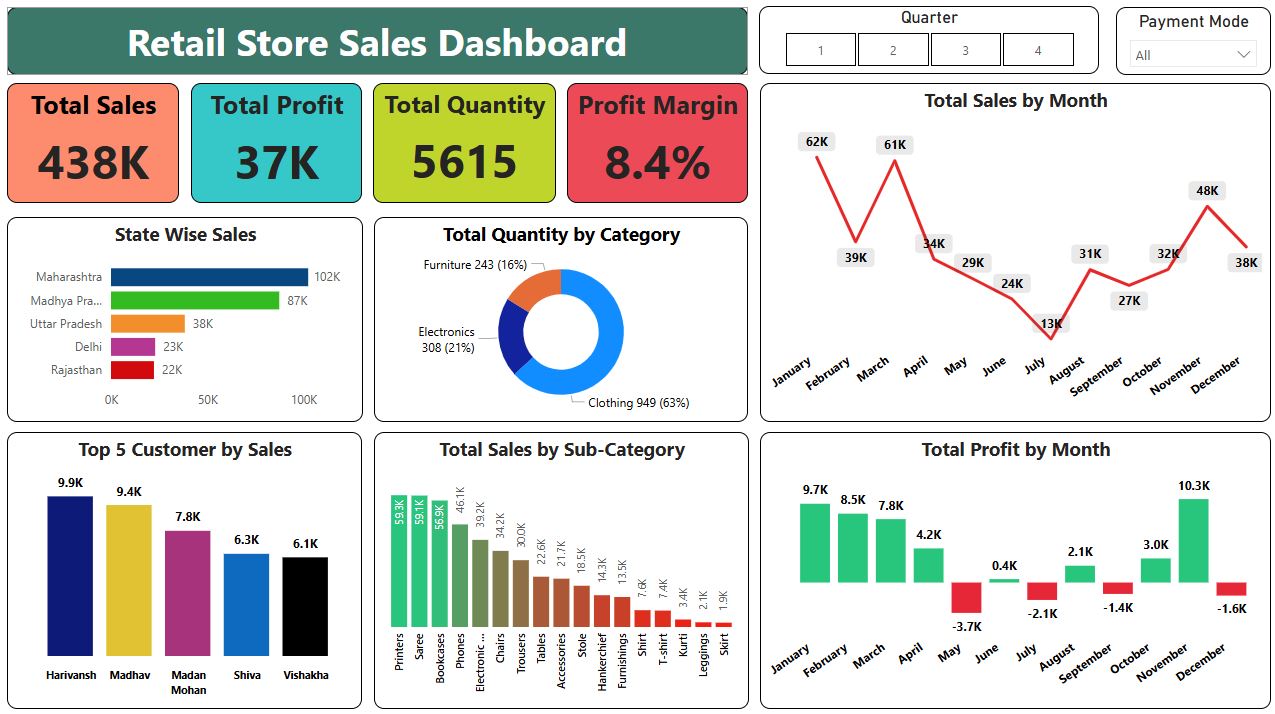 Retail Store Sales Dashboard
Quarter
1 2 3 4
Payment Mode
All
Total Sales
438K
Total Profit
37K
Total Quantity
5615
Profit Margin
8.4%
Total Sales by Month
62K
39K
61K
34K
29K
24K
13K
31K
27K
32K
48K
38K
January
February
March
April
May
June
July
August
September
October
November
December
State Wise Sales
Maharashtra 102K
Madhya Pra... 87K
Uttar Pradesh 38K
Delhi 23K
Rajasthan 22K
0K 50K 100K
Total Quantity by Category
Furniture 243 (16%)
Electronics
308 (21%)
Clothing 949 (63%)
Top 5 Customer by Sales
9.9K
9.4K
7.8K
6.3K
6.1K
Harivansh
Madhav
Madan
Mohan
Shiva
Vishakha
Total Sales by Sub-Category
59.3K
59.1K
56.9K
46.1K
39.2K
34.2K
30.0K
22.6K
21.7K
18.5K
14.3K
13.5K
7.6K
7.4K
3.4K
2.1K
1.9K
Printers
Saree
Bookcases
Phones
Electronic ...
Chairs
Trousers
Tables
Accessories
Stole
Hankerchief
Furnishings
Shirt
T-shirt
Kurti
Leggings
Skirt
Total Profit by Month
9.7K
8.5K
7.8K
4.2K
-3.7K
0.4K
-2.1K
2.1K
-1.4K
3.0K
10.3K
-1.6K
January
February
March
April
May
June
July
August
September
October
November
December